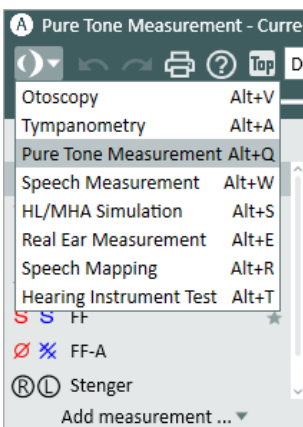 A Pure Tone Measurement - Curre
? Top D
Otoscopy Alt+V
Tympanometry Alt+A
Pure Tone Measurement Alt+Q
Speech Measurement Alt+W
HL/MHA Simulation Alt+S
Real Ear Measurement Alt+E
Speech Mapping Alt+R
Hearing Instrument Test Alt+T
S S FF
FF-A
R L Stenger
Add measurement ...